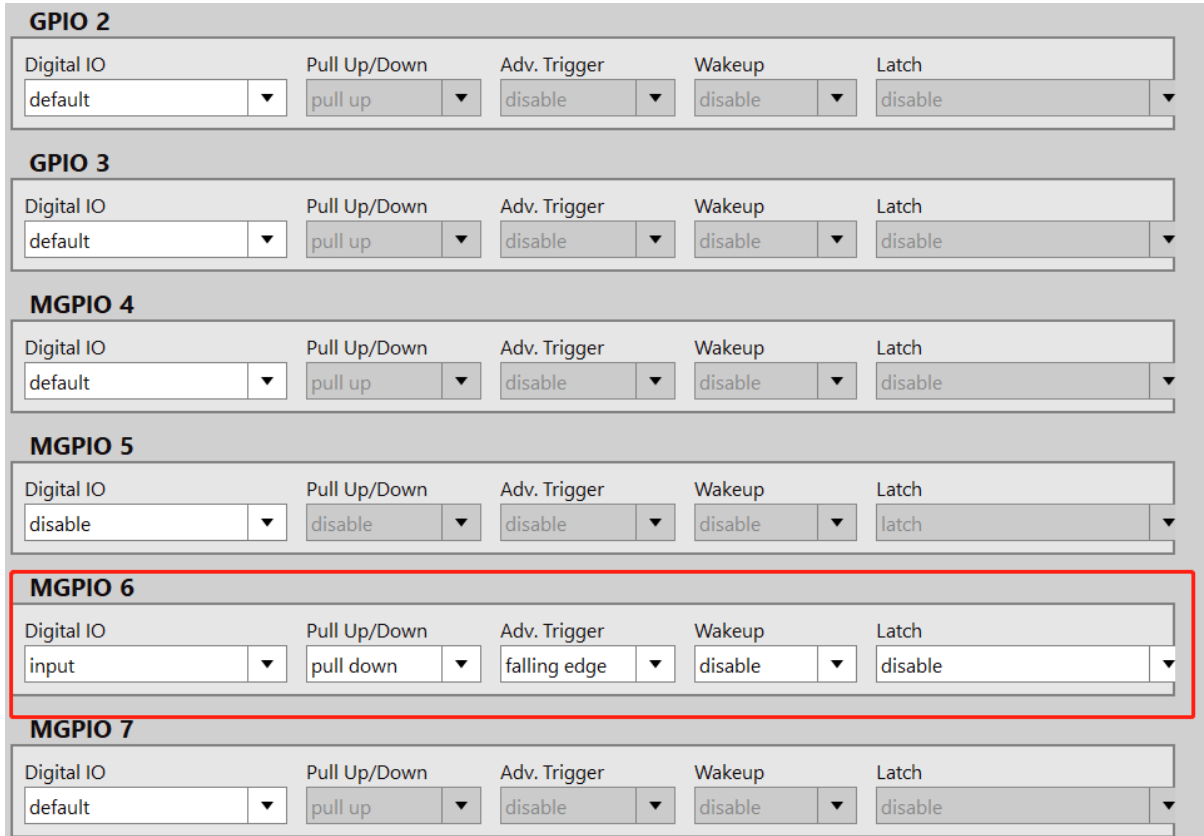 GPIO 2
Digital IO Pull Up/Down Adv. Trigger Wakeup Latch
default pull up disable disable disable
GPIO 3
Digital IO Pull Up/Down Adv. Trigger Wakeup Latch
default pull up disable disable disable
MGPIO 4
Digital IO Pull Up/Down Adv. Trigger Wakeup Latch
default pull up disable disable disable
MGPIO 5
Digital IO Pull Up/Down Adv. Trigger Wakeup Latch
disable disable disable disable latch
MGPIO 6
Digital IO Pull Up/Down Adv. Trigger Wakeup Latch
input pull down falling edge disable disable
MGPIO 7
Digital IO Pull Up/Down Adv. Trigger Wakeup Latch
default pull up disable disable disable